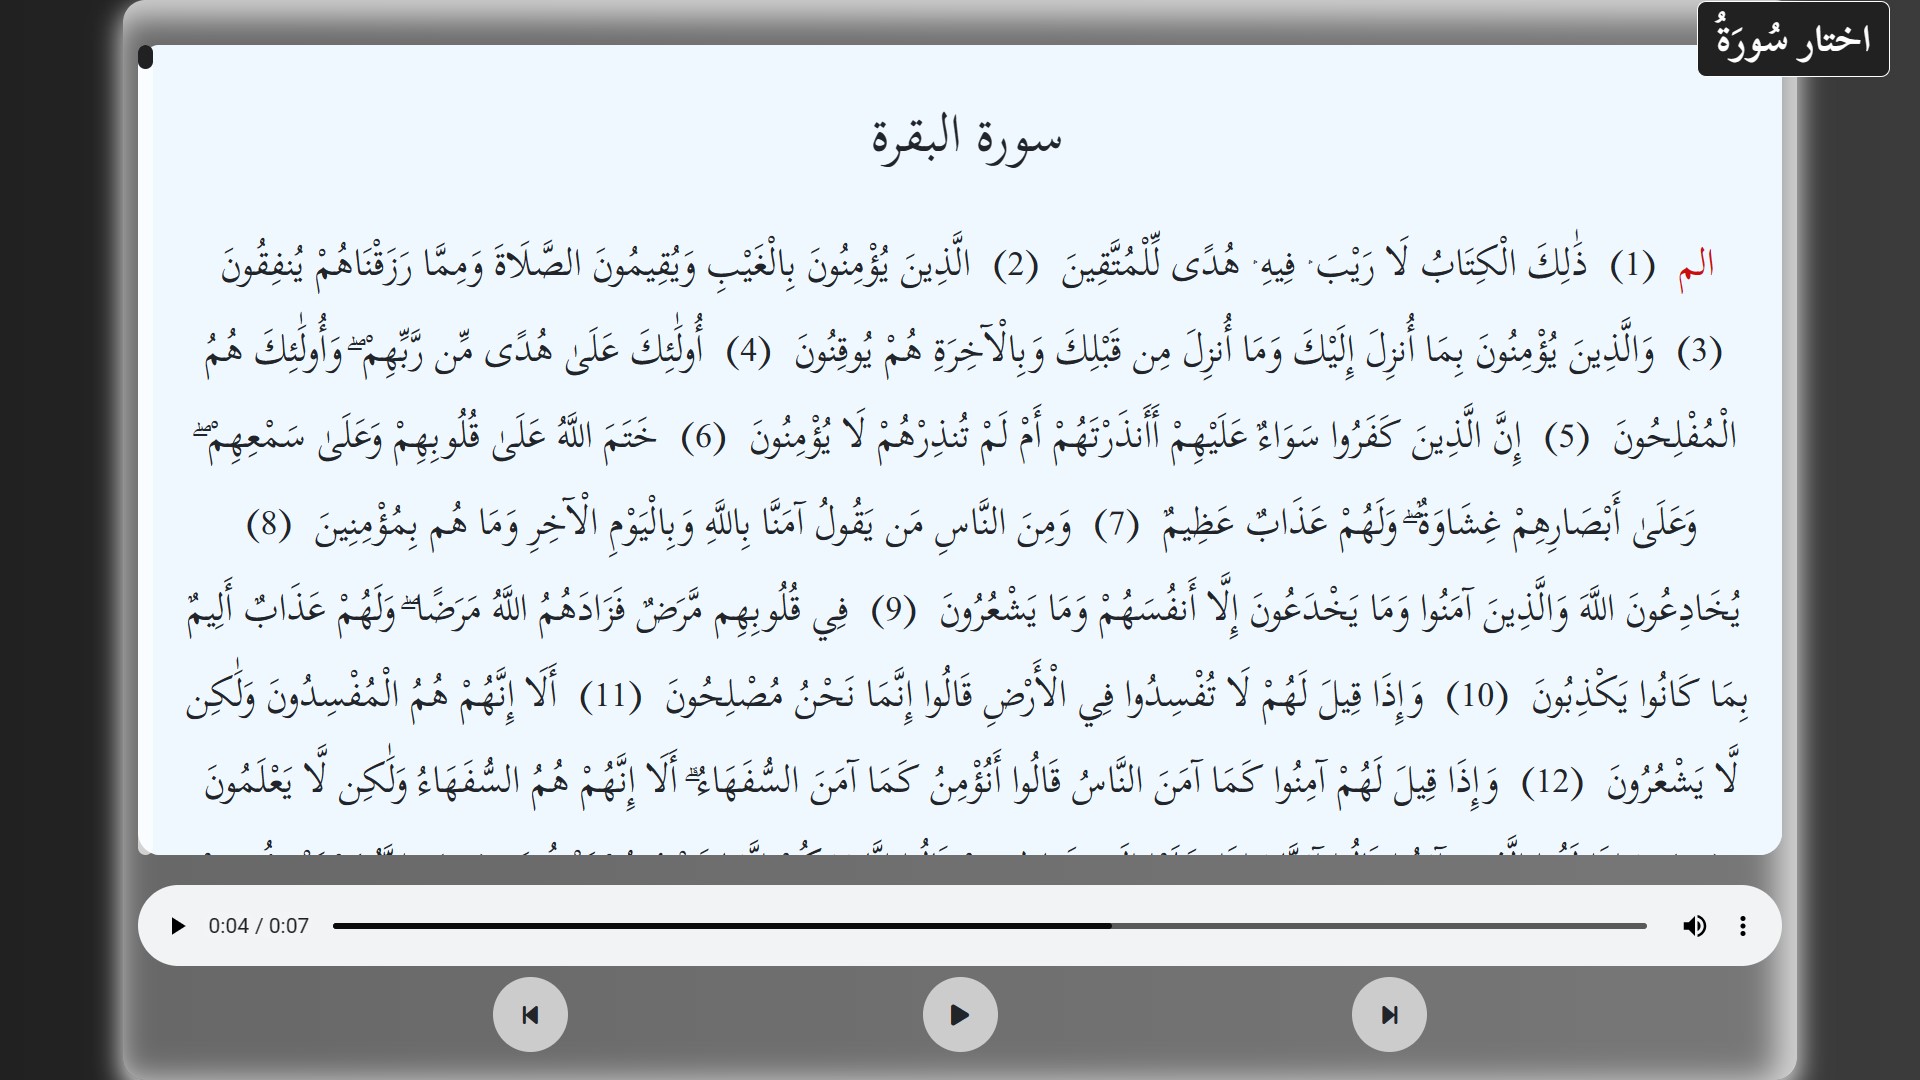 اختار سُورَةُ
سورة البقرة
الم (1) ذَٰلِكَ الْكِتَابُ لَا رَيْبَ ۛ فِيهِ ۛ هُدًى لِّلْمُتَّقِينَ (2) الَّذِينَ يُؤْمِنُونَ بِالْغَيْبِ وَيُقِيمُونَ الصَّلَاةَ وَمِمَّا رَزَقْنَاهُمْ يُنفِقُونَ
(3) وَالَّذِينَ يُؤْمِنُونَ بِمَا أُنزِلَ إِلَيْكَ وَمَا أُنزِلَ مِن قَبْلِكَ وَبِالْآخِرَةِ هُمْ يُوقِنُونَ (4) أُولَٰئِكَ عَلَىٰ هُدًى مِّن رَّبِّهِمْ ۖ وَأُولَٰئِكَ هُمُ
الْمُفْلِحُونَ (5) إِنَّ الَّذِينَ كَفَرُوا سَوَاءٌ عَلَيْهِمْ أَأَنذَرْتَهُمْ أَمْ لَمْ تُنذِرْهُمْ لَا يُؤْمِنُونَ (6) خَتَمَ اللَّهُ عَلَىٰ قُلُوبِهِمْ وَعَلَىٰ سَمْعِهِمْ ۖ
وَعَلَىٰ أَبْصَارِهِمْ غِشَاوَةٌ ۖ وَلَهُمْ عَذَابٌ عَظِيمٌ (7) وَمِنَ النَّاسِ مَن يَقُولُ آمَنَّا بِاللَّهِ وَبِالْيَوْمِ الْآخِرِ وَمَا هُم بِمُؤْمِنِينَ (8)
يُخَادِعُونَ اللَّهَ وَالَّذِينَ آمَنُوا وَمَا يَخْدَعُونَ إِلَّا أَنفُسَهُمْ وَمَا يَشْعُرُونَ (9) فِي قُلُوبِهِم مَّرَضٌ فَزَادَهُمُ اللَّهُ مَرَضًا ۖ وَلَهُمْ عَذَابٌ أَلِيمٌ
بِمَا كَانُوا يَكْذِبُونَ (10) وَإِذَا قِيلَ لَهُمْ لَا تُفْسِدُوا فِي الْأَرْضِ قَالُوا إِنَّمَا نَحْنُ مُصْلِحُونَ (11) أَلَا إِنَّهُمْ هُمُ الْمُفْسِدُونَ وَلَٰكِن
لَّا يَشْعُرُونَ (12) وَإِذَا قِيلَ لَهُمْ آمِنُوا كَمَا آمَنَ النَّاسُ قَالُوا أَنُؤْمِنُ كَمَا آمَنَ السُّفَهَاءُ ۗ أَلَا إِنَّهُمْ هُمُ السُّفَهَاءُ وَلَٰكِن لَّا يَعْلَمُونَ
0:04 / 0:07